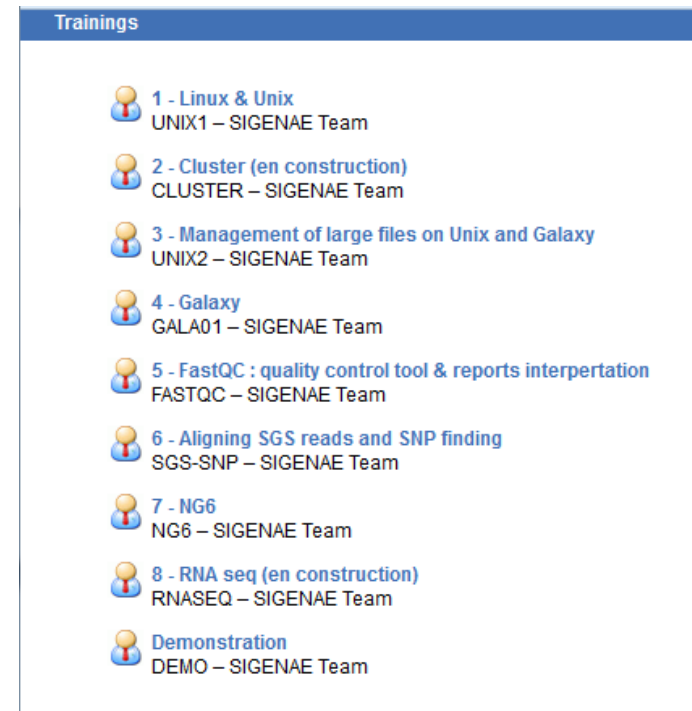 Trainings
1 - Linux & Unix
UNIX1 – SIGENAE Team
2 - Cluster (en construction)
CLUSTER – SIGENAE Team
3 - Management of large files on Unix and Galaxy
UNIX2 – SIGENAE Team
4 - Galaxy
GALA01 – SIGENAE Team
5 - FastQC : quality control tool & reports interpertation
FASTQC – SIGENAE Team
6 - Aligning SGS reads and SNP finding
SGS-SNP – SIGENAE Team
7 - NG6
NG6 – SIGENAE Team
8 - RNA seq (en construction)
RNASEQ – SIGENAE Team
Demonstration
DEMO – SIGENAE Team